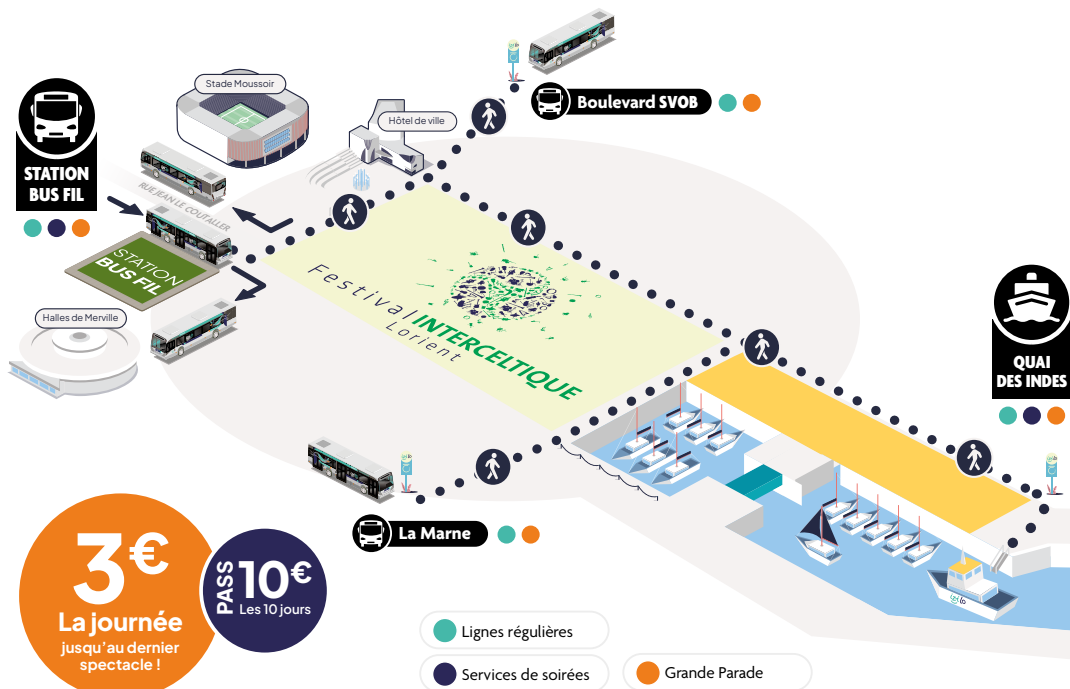 Stade Moussoir
Hôtel de ville
Boulevard SVOB
STATION
BUS FIL
RUE JEAN LE COUTALLER
STATION
BUS FIL
Halles de Merville
Festival INTERCELTIQUE
Lorient
QUAI
DES INDES
La Marne
3€
La journée
jusqu'au dernier
spectacle !
PASS 10€
Les 10 jours
Lignes régulières
Services de soirées
Grande Parade